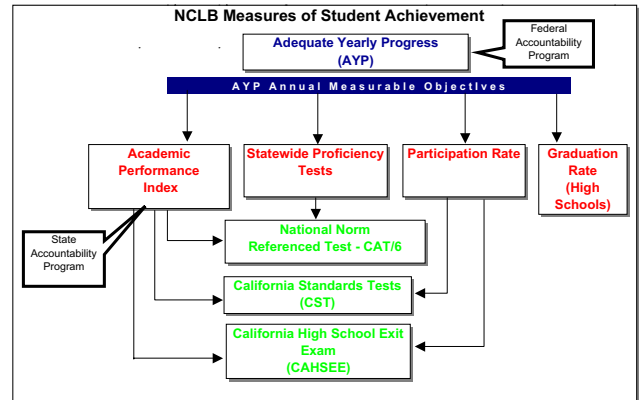 NCLB Measures of Student Achievement
Adequate Yearly Progress
(AYP)
Federal
Accountability
Program
AYP Annual Measurable ObjectIves
Academic
Performance
Index
Statewide Proficiency
Tests
Participation Rate
Graduation
Rate
(High
Schools)
State
Accountability
Program
National Norm
Referenced Test - CAT/6
California Standards Tests
(CST)
California High School Exit
Exam
(CAHSEE)